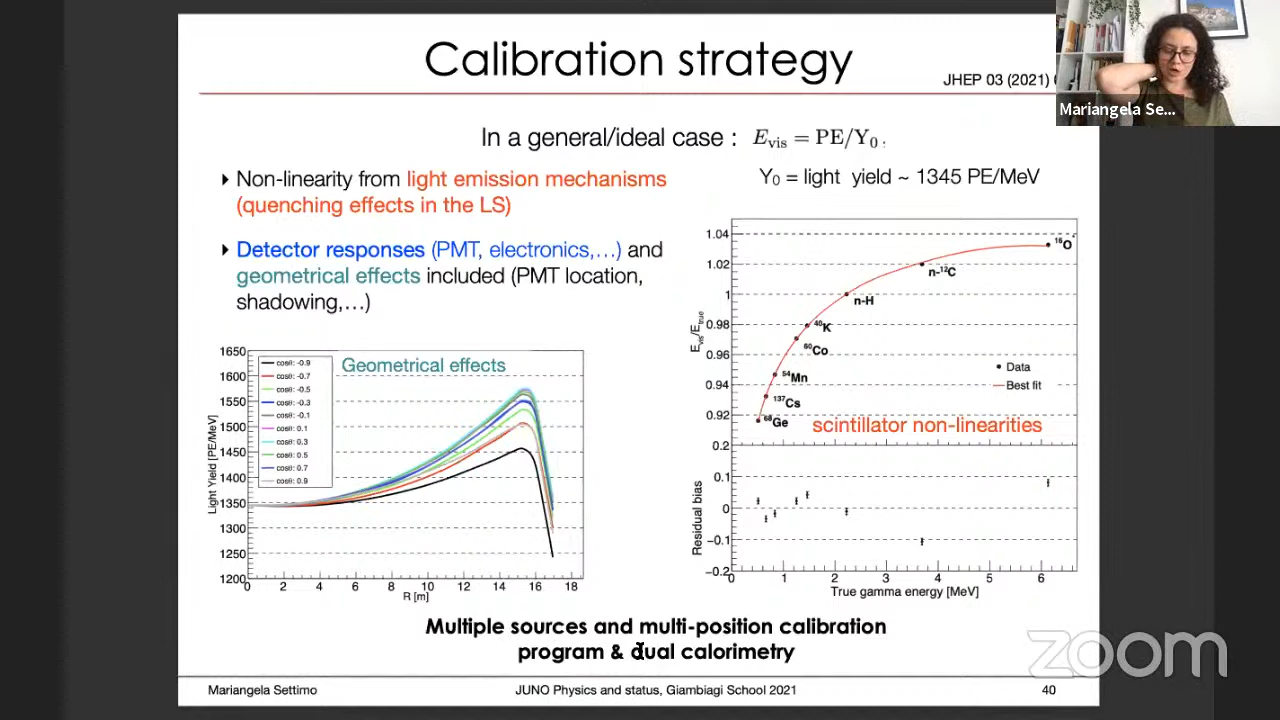 Calibration strategy
JHEP 03 (2021)
Mariangela Se...
In a general/ideal case : E_vis = PE/Y_0 ,
Y_0 = light yield ~ 1345 PE/MeV
‣ Non-linearity from light emission mechanisms
(quenching effects in the LS)
‣ Detector responses (PMT, electronics,...) and
geometrical effects included (PMT location,
shadowing,...)
1650
1600
1550
1500
1450
1400
1350
1300
1250
1200
Light Yield [PE/MeV]
cosθ: -0.9
cosθ: -0.7
cosθ: -0.5
cosθ: -0.3
cosθ: -0.1
cosθ: 0.1
cosθ: 0.3
cosθ: 0.5
cosθ: 0.7
cosθ: 0.9
Geometrical effects
0 2 4 6 8 10 12 14 16 18
R [m]
1.04
1.02
1
0.98
0.96
0.94
0.92
E_vis/E_true
¹⁶O*
n-¹²C
n-H
⁴⁰K
⁶⁰Co
⁵⁴Mn
¹³⁷Cs
⁶⁸Ge
Data
Best fit
scintillator non-linearities
0.2
0.1
0
−0.1
−0.2
Residual bias
0 1 2 3 4 5 6
True gamma energy [MeV]
Multiple sources and multi-position calibration
program & dual calorimetry
zoom
Mariangela Settimo
JUNO Physics and status, Giambiagi School 2021
40